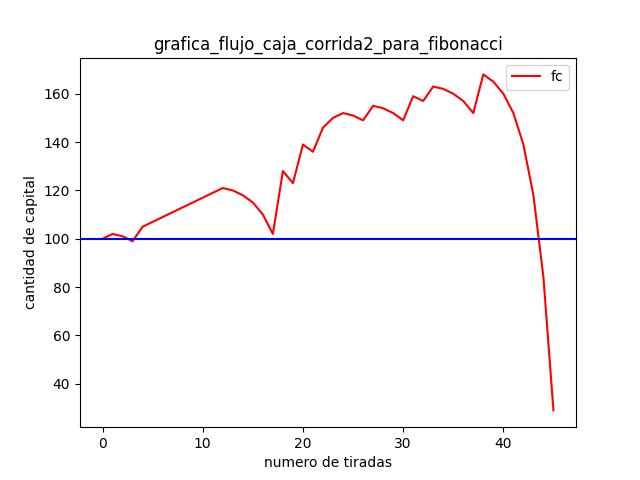 grafica_flujo_caja_corrida2_para_fibonacci
fc
160
140
120
100
80
60
40
cantidad de capital
0 10 20 30 40
numero de tiradas